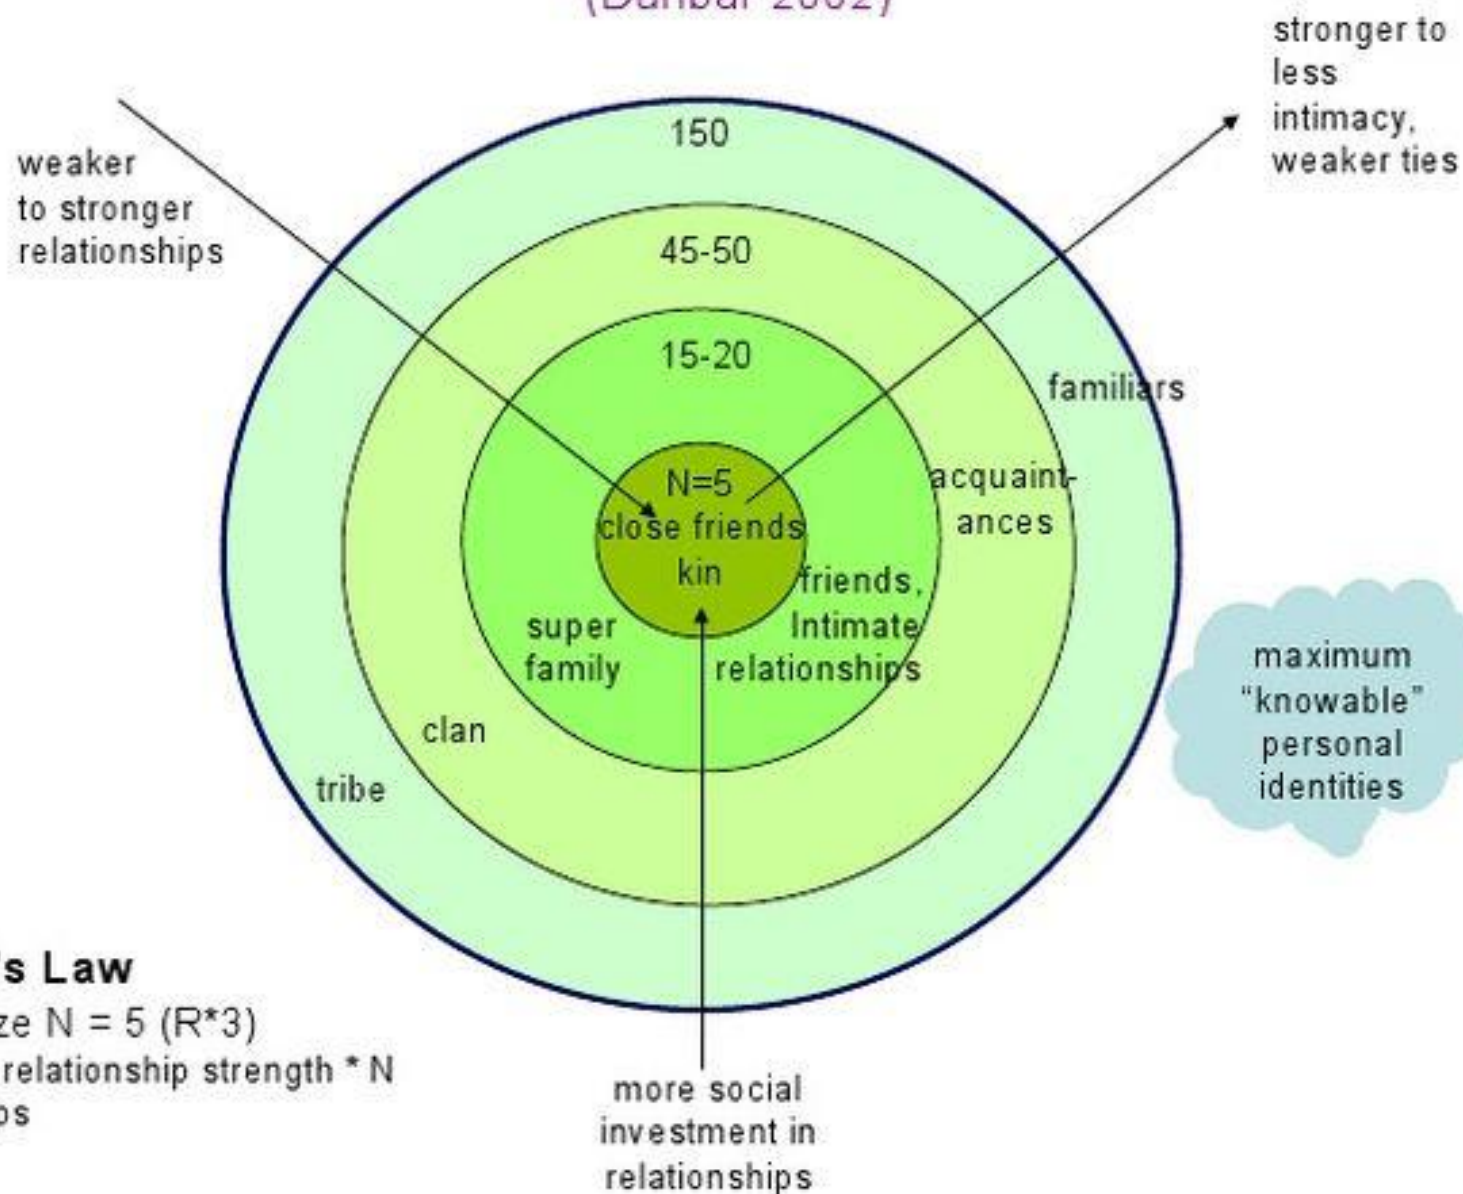 (Dunbar 2002)
stronger to
less
intimacy,
weaker ties
weaker
to stronger
relationships
150
45-50
15-20
familiars
acquaint-
ances
N=5
close friends
kin
friends,
Intimate
relationships
super
family
clan
tribe
maximum
“knowable”
personal
identities
's Law
N = 5 (R*3)
relationship strength * N
more social
investment in
relationships